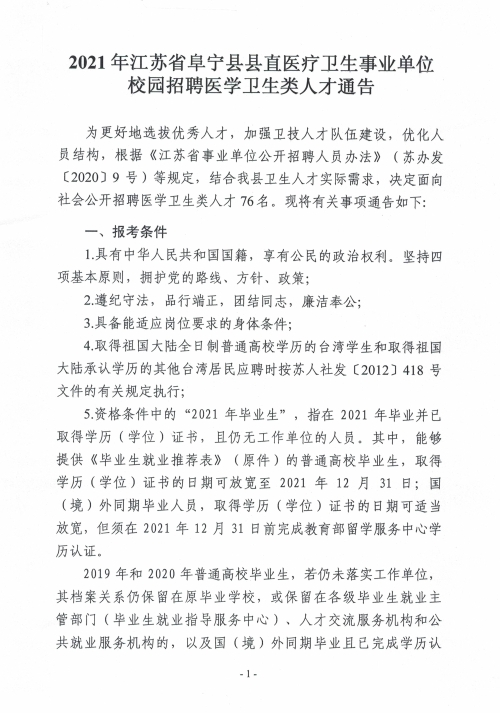 2021年江苏省阜宁县县直医疗卫生事业单位
校园招聘医学卫生类人才通告
为更好地选拔优秀人才，加强卫技人才队伍建设，优化人
员结构，根据《江苏省事业单位公开招聘人员办法》（苏办发
〔2020〕9 号）等规定，结合我县卫生人才实际需求，决定面向
社会公开招聘医学卫生类人才 76 名。现将有关事项通告如下：
一、报考条件
1.具有中华人民共和国国籍，享有公民的政治权利。坚持四
项基本原则，拥护党的路线、方针、政策；
2.遵纪守法，品行端正，团结同志，廉洁奉公；
3.具备能适应岗位要求的身体条件；
4.取得祖国大陆全日制普通高校学历的台湾学生和取得祖国
大陆承认学历的其他台湾居民应聘时按苏人社发〔2012〕418 号
文件的有关规定执行；
5.资格条件中的“2021 年毕业生”，指在 2021 年毕业并已
取得学历（学位）证书，且仍无工作单位的人员。其中，能够
提供《毕业生就业推荐表》（原件）的普通高校毕业生，取得
学历（学位）证书的日期可放宽至 2021 年 12 月 31 日；国
（境）外同期毕业人员，取得学历（学位）证书的日期可适当
放宽，但须在 2021 年 12 月 31 日前完成教育部留学服务中心学
历认证。
2019 年和 2020 年普通高校毕业生，若仍未落实工作单位，
其档案关系仍保留在原毕业学校，或保留在各级毕业生就业主
管部门（毕业生就业指导服务中心）、人才交流服务机构和公
共就业服务机构的，以及国（境）外同期毕业且已完成学历认
- 1 -